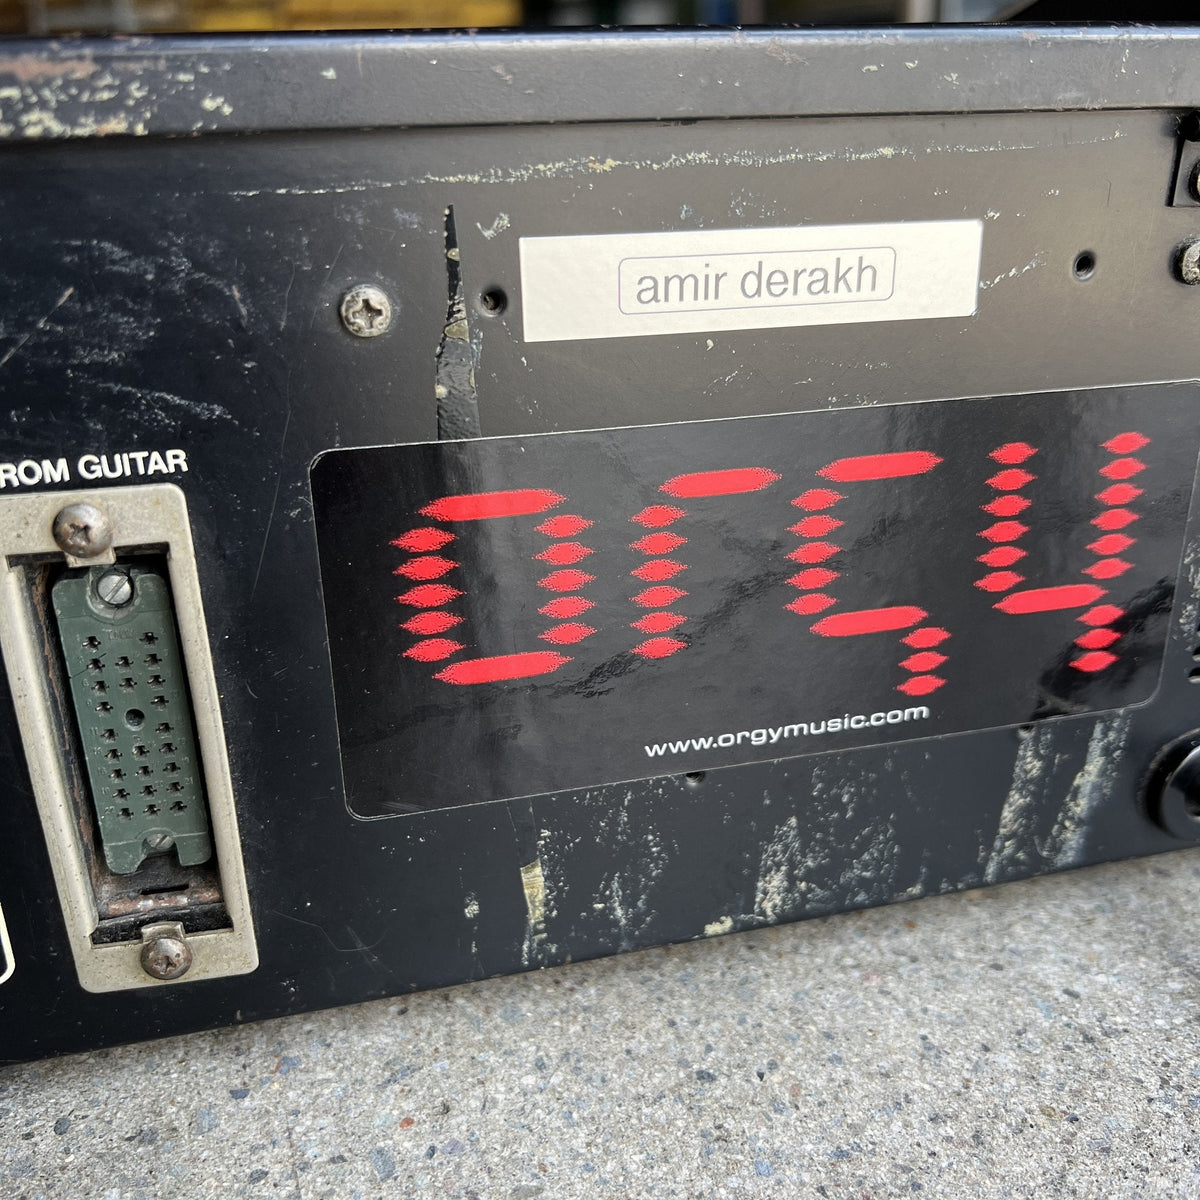 amir derakh
ROM GUITAR
orgy
www.orgymusic.com